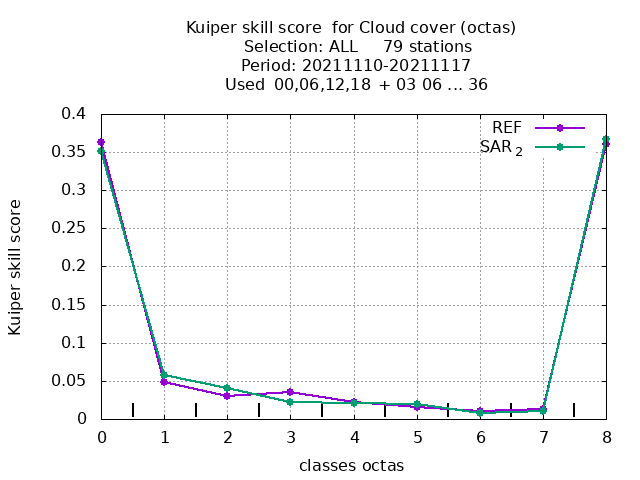 Kuiper skill score  for Cloud cover (octas)
Selection: ALL     79 stations
Period: 20211110-20211117
Used  00,06,12,18  + 03 06 ... 36
REF
SAR 2
0.4
0.35
0.3
0.25
0.2
0.15
0.1
0.05
0
Kuiper skill score
0 1 2 3 4 5 6 7 8
classes octas